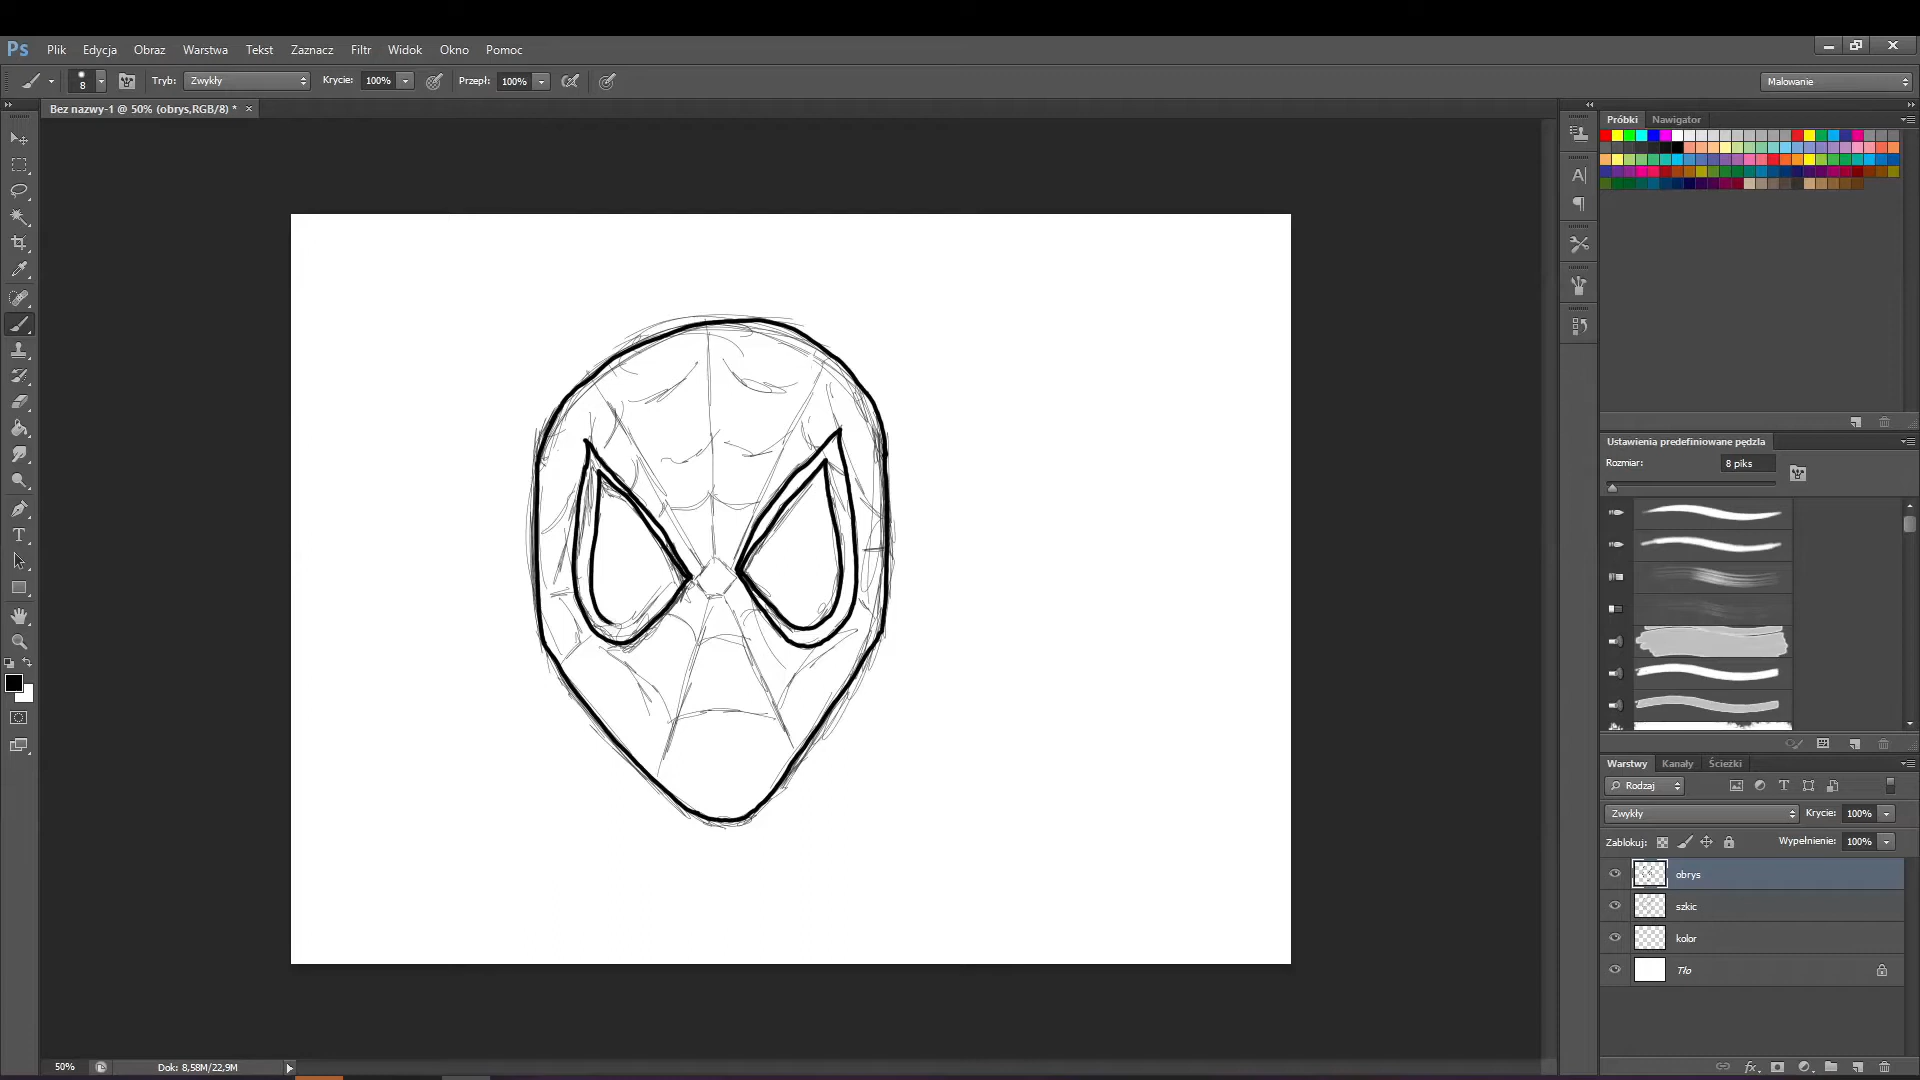 Ps Plik Edycja Obraz Warstwa Tekst Zaznacz Filtr Widok Okno Pomoc
8 Tryb: Zwykły Krycie: 100% Przepł: 100% Malowanie
Bez nazwy-1 @ 50% (obrys,RGB/8) * ×
Próbki Nawigator
Ustawienia predefiniowane pędzla
Rozmiar: 8 piks
Warstwy Kanały Ścieżki
Rodzaj
Zwykły Krycie: 100%
Zablokuj: Wypełnienie: 100%
obrys
szkic
kolor
Tło
50% Dok: 8,58M/22,9M